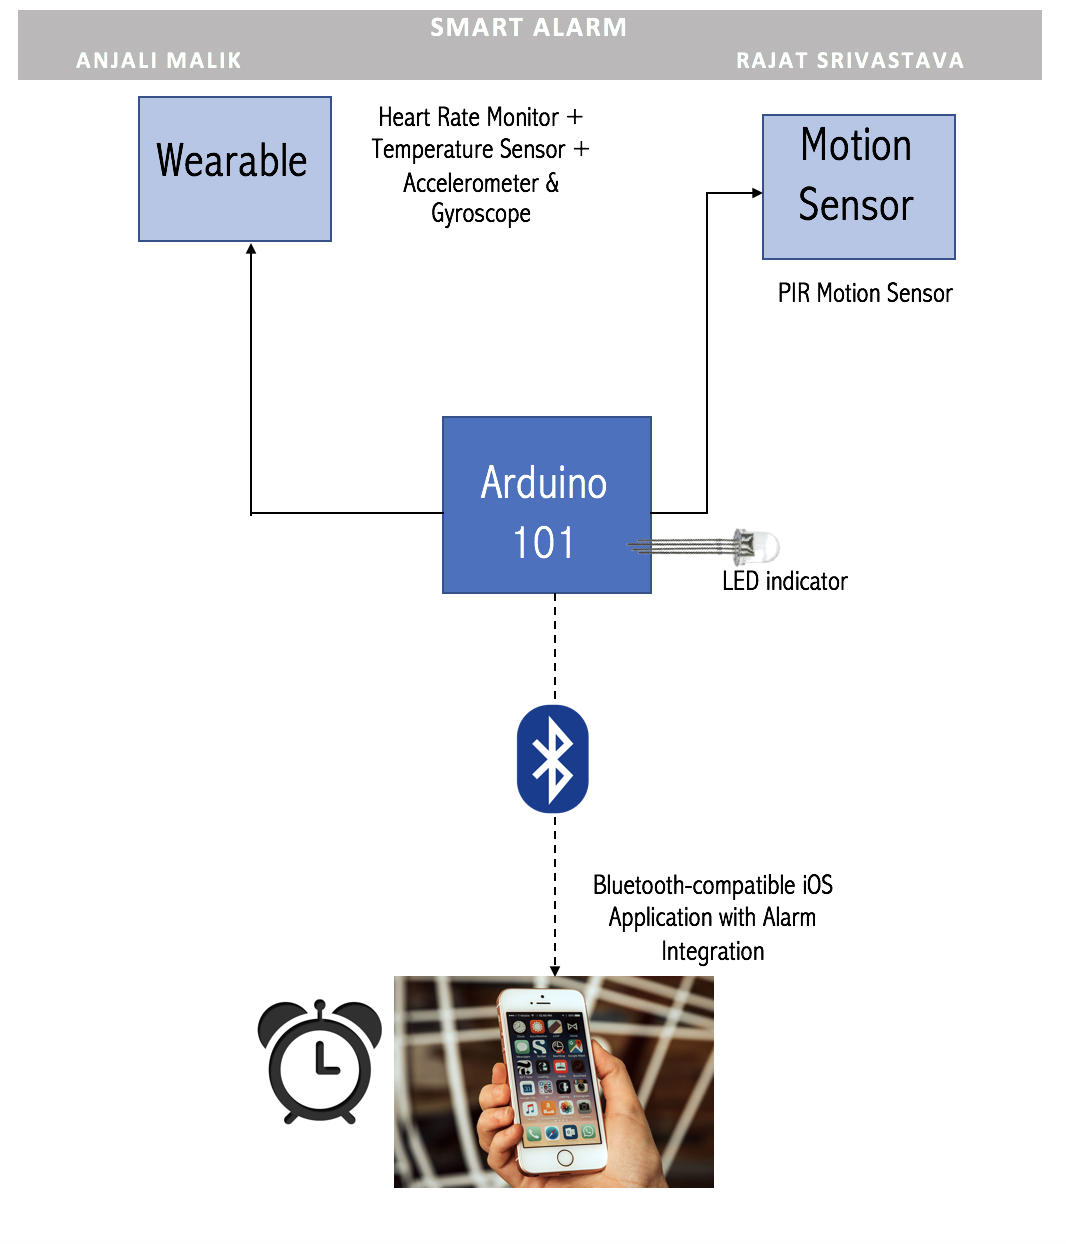 SMART ALARM
ANJALI MALIK
RAJAT SRIVASTAVA
Wearable
Heart Rate Monitor +
Temperature Sensor +
Accelerometer &
Gyroscope
Motion
Sensor
PIR Motion Sensor
Arduino
101
LED indicator
Bluetooth-compatible iOS
Application with Alarm
Integration